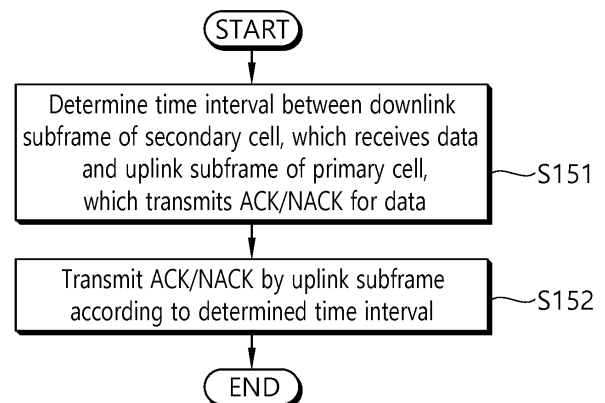 START
Determine time interval between downlink
subframe of secondary cell, which receives data
and uplink subframe of primary cell,
which transmits ACK/NACK for data
S151
Transmit ACK/NACK by uplink subframe
according to determined time interval
S152
END